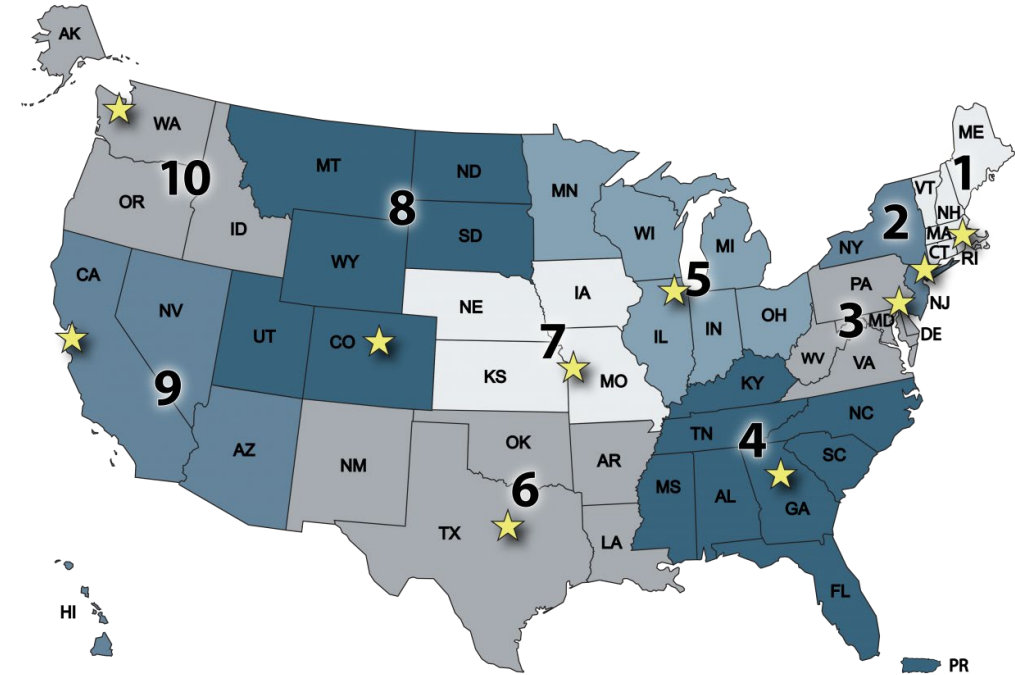 AK
ME
WA
MT
ND
MN
VT
10
1
NH
OR
ID
8
SD
WI
MI
2
NY
MA
CT
RI
WY
CA
NV
NE
IA
5
PA
NJ
3
MD
DE
UT
CO
7
IL
IN
OH
WV
VA
KS
MO
KY
9
NC
AZ
NM
OK
AR
TN
4
SC
6
MS
AL
GA
TX
LA
FL
HI
PR